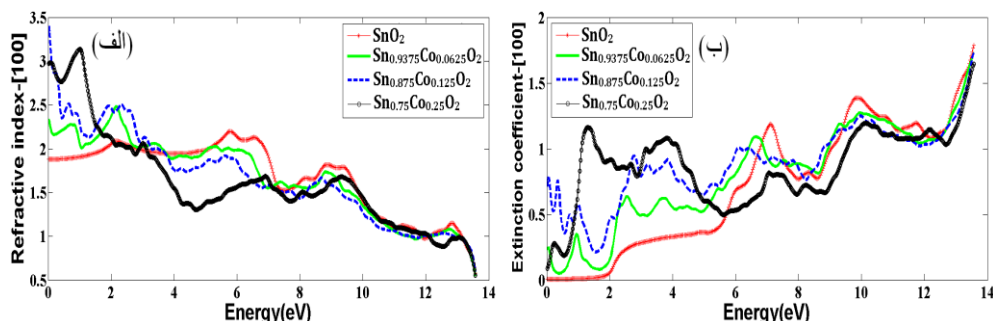 Refractive index-[100]
3.5
3
2.5
2
1.5
1
0.5
(الف)
SnO2
Sn0.9375Co0.0625O2
Sn0.875Co0.125O2
Sn0.75Co0.25O2
0 2 4 6 8 10 12 14
Energy(eV)
Extinction coefficient-[100]
2
1.5
1
0.5
0
SnO2
Sn0.9375Co0.0625O2
Sn0.875Co0.125O2
Sn0.75Co0.25O2
(ب)
0 2 4 6 8 10 12 14
Energy(eV)